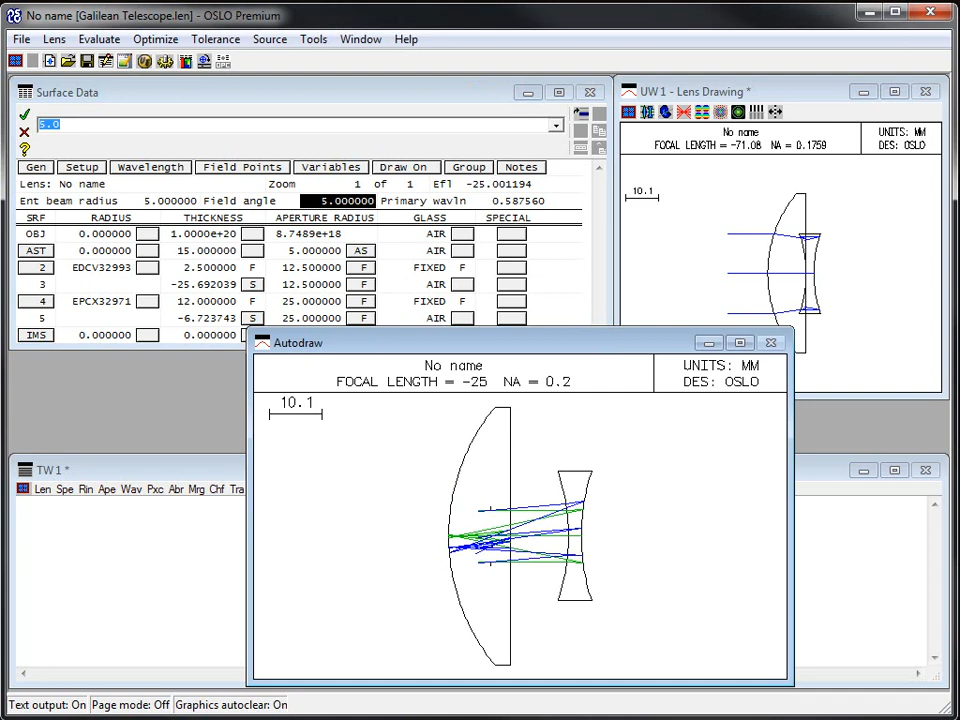 No name [Galilean Telescope.len] - OSLO Premium
File Lens Evaluate Optimize Tolerance Source Tools Window Help
Surface Data
5.0
Gen Setup Wavelength Field Points Variables Draw On Group Notes
Lens: No name Zoom 1 of 1 Efl -25.001194
Ent beam radius 5.000000 Field angle 5.000000 Primary wavln 0.587560
SRF RADIUS THICKNESS APERTURE RADIUS GLASS SPECIAL
OBJ 0.000000 1.0000e+20 8.7489e+18 AIR
AST 0.000000 15.000000 5.000000 AS AIR
2 EDCV32993 2.500000 F 12.500000 F FIXED F
3 -25.692039 S 12.500000 F AIR
4 EPCX32971 12.000000 F 25.000000 F FIXED F
5 -6.723743 S 25.000000 F AIR
IMS 0.000000 0.000000
UW 1 - Lens Drawing *
No name
FOCAL LENGTH = -71.08 NA = 0.1759
UNITS: MM
DES: OSLO
10.1
Autodraw
No name
FOCAL LENGTH = -25 NA = 0.2
UNITS: MM
DES: OSLO
10.1
TW 1 *
Len Spe Rin Ape Wav Pxc Abr Mrg Chf Tra
Text output: On Page mode: Off Graphics autoclear: On